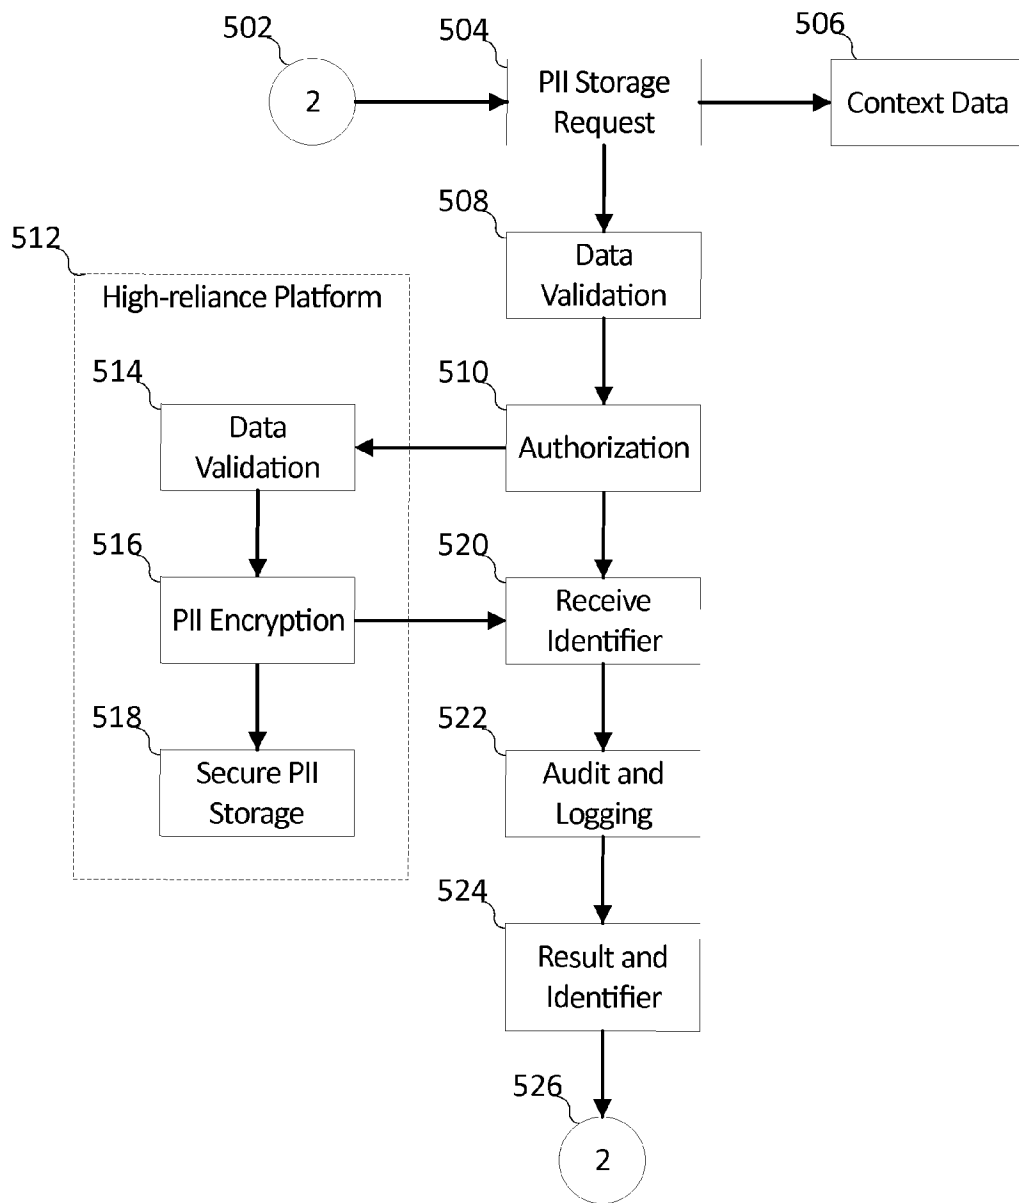 502
504
506
2
PII Storage
Request
Context Data
508
Data
Validation
512
High-reliance Platform
514
Data
Validation
510
Authorization
516
PII Encryption
520
Receive
Identifier
518
Secure PII
Storage
522
Audit and
Logging
524
Result and
Identifier
526
2